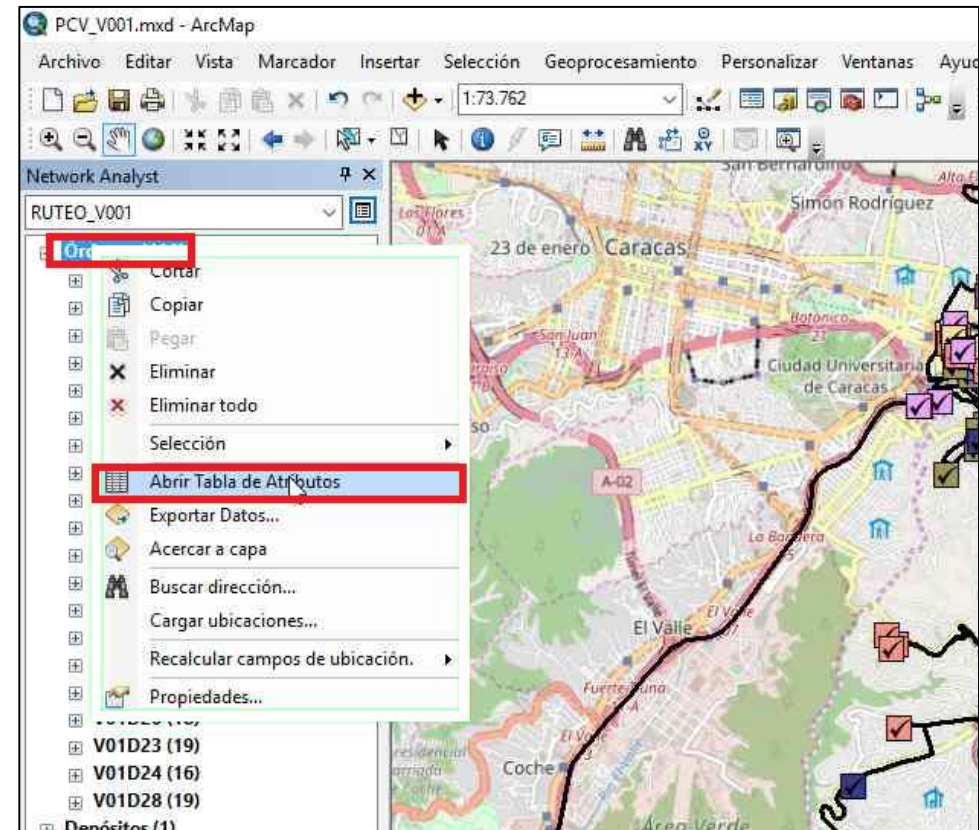 PCV_V001.mxd - ArcMap
Archivo Editar Vista Marcador Insertar Selección Geoprocesamiento Personalizar Ventanas
1:73.762
Network Analyst
RUTEO_V001
Cortar
Copiar
Pegar
Eliminar
Eliminar todo
Selección
Abrir Tabla de Atributos
Exportar Datos...
Acercar a capa
Buscar dirección...
Cargar ubicaciones...
Recalcular campos de ubicación.
Propiedades...
V01D23 (19)
V01D24 (16)
V01D28 (19)
Depósitos (1)
San Bernardino
Simón Rodríguez
Las Flores
23 de enero
Caracas
Botánico
San Juan
Ciudad Universitaria
de Caracas
A-02
La Bandera
El Valle
El Valle
Fuerte Tiuna
Coche
Área Verde